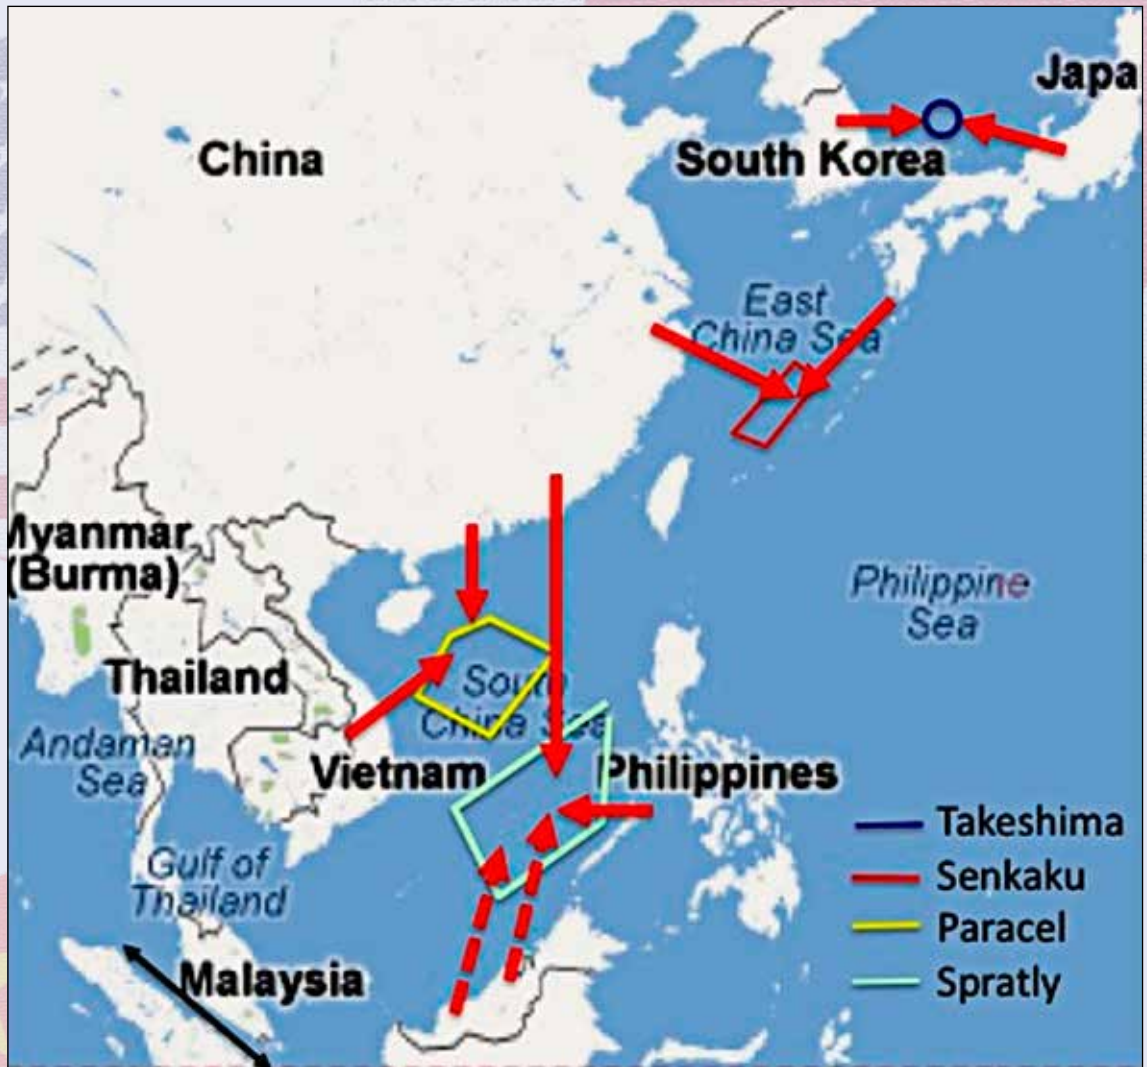 Japa
China
South Korea
East
China Sea
Myanmar
(Burma)
Philippine
Sea
Thailand
South
China Sea
Andaman
Sea
Vietnam
Philippines
Takeshima
Gulf of
Thailand
Senkaku
Paracel
Malaysia
Spratly